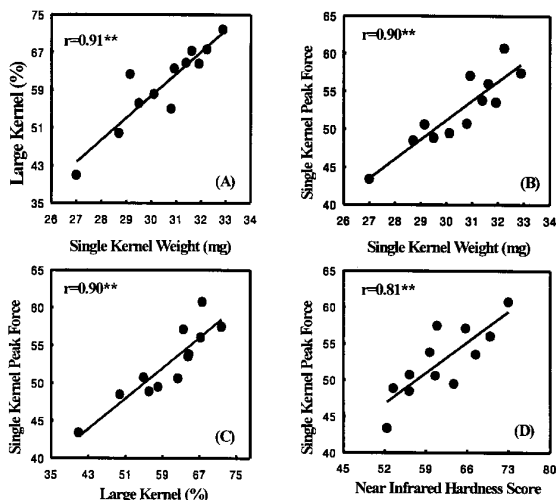 r=0.91**
Large Kernel (%)
75
67
59
51
43
35
(A)
26 27 28 29 30 31 32 33 34
Single Kernel Weight (mg)
r=0.90**
Single Kernel Peak Force
65
60
55
50
45
40
(B)
26 27 28 29 30 31 32 33 34
Single Kernel Weight (mg)
r=0.90**
Single Kernel Peak Force
65
60
55
50
45
40
(C)
35 43 51 59 67 75
Large Kernel (%)
r=0.81**
Single Kernel Peak Force
65
60
55
50
45
40
(D)
45 52 59 66 73 80
Near Infrared Hardness Score